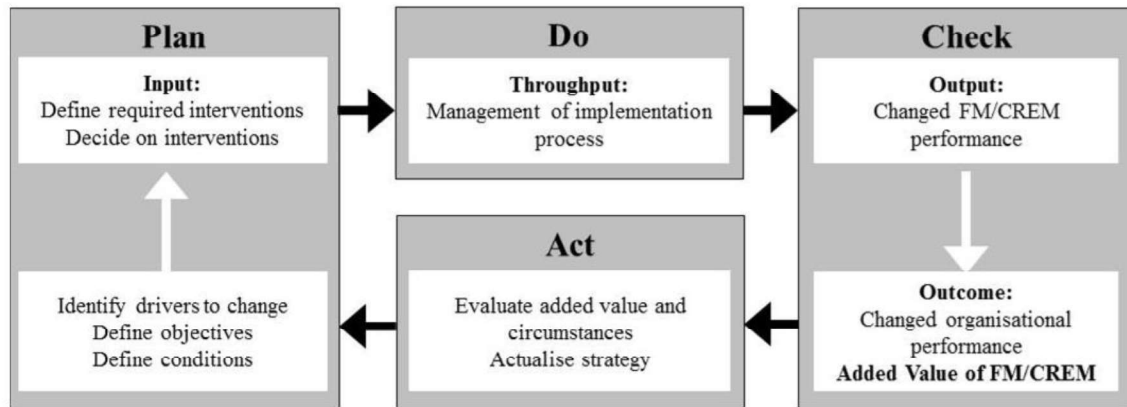 Plan
Input:
Define required interventions
Decide on interventions
Identify drivers to change
Define objectives
Define conditions
Do
Throughput:
Management of implementation
process
Act
Evaluate added value and
circumstances
Actualise strategy
Check
Output:
Changed FM/CREM
performance
Outcome:
Changed organisational
performance
Added Value of FM/CREM